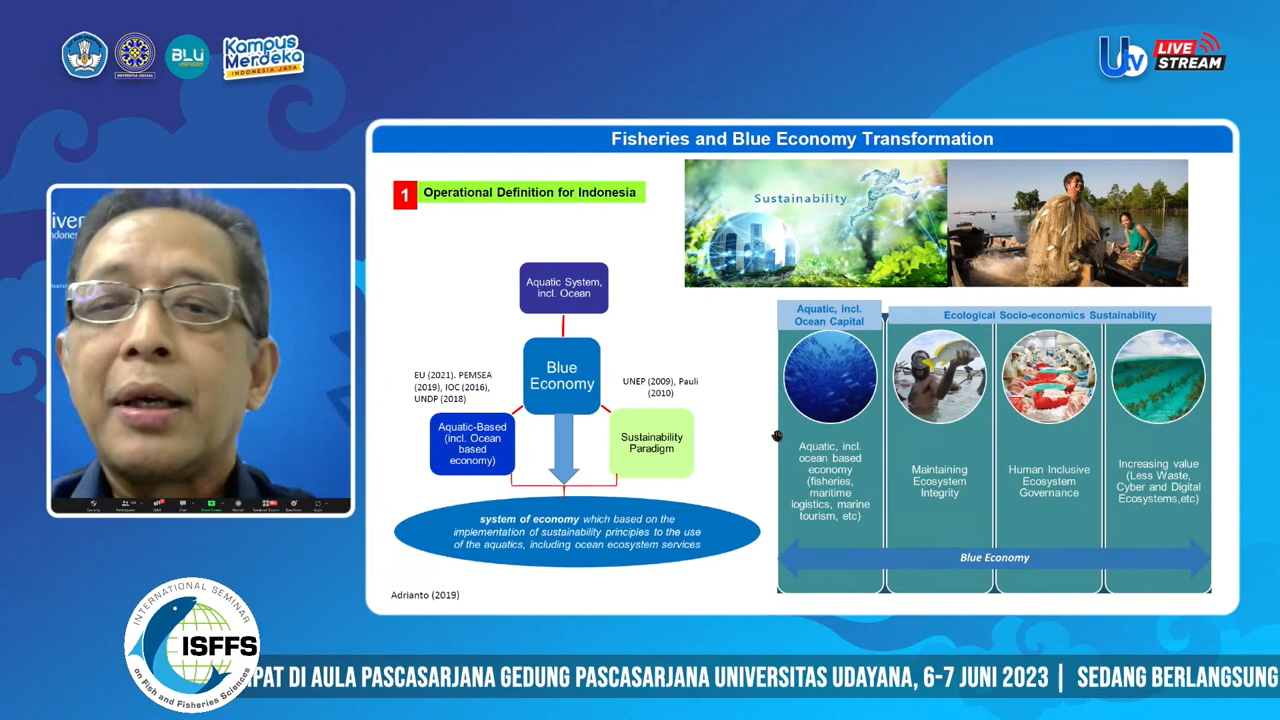 BLU
UNIVERSITAS UDAYANA
Kampus
Merdeka
INDONESIA JAYA
U
tv
LIVE
STREAM
Fisheries and Blue Economy Transformation
1
Operational Definition for Indonesia
Sustainability
Aquatic System,
incl. Ocean
Blue
Economy
EU (2021). PEMSEA
(2019), IOC (2016),
UNDP (2018)
UNEP (2009), Pauli
(2010)
Aquatic-Based
(incl. Ocean
based
economy)
Sustainability
Paradigm
system of economy which based on the
implementation of sustainability principles to the use
of the aquatics, including ocean ecosystem services
Adrianto (2019)
Aquatic, incl.
Ocean Capital
Ecological Socio-economics Sustainability
Aquatic, incl.
ocean based
economy
(fisheries,
maritime
logistics, marine
tourism, etc)
Maintaining
Ecosystem
Integrity
Human Inclusive
Ecosystem
Governance
Increasing value
(Less Waste,
Cyber and Digital
Ecosystems,etc)
Blue Economy
INTERNATIONAL SEMINAR
ISFFS
on Fish and Fisheries Sciences
PAT DI AULA PASCASARJANA GEDUNG PASCASARJANA UNIVERSITAS UDAYANA, 6-7 JUNI 2023 | SEDANG BERLANGSUNG